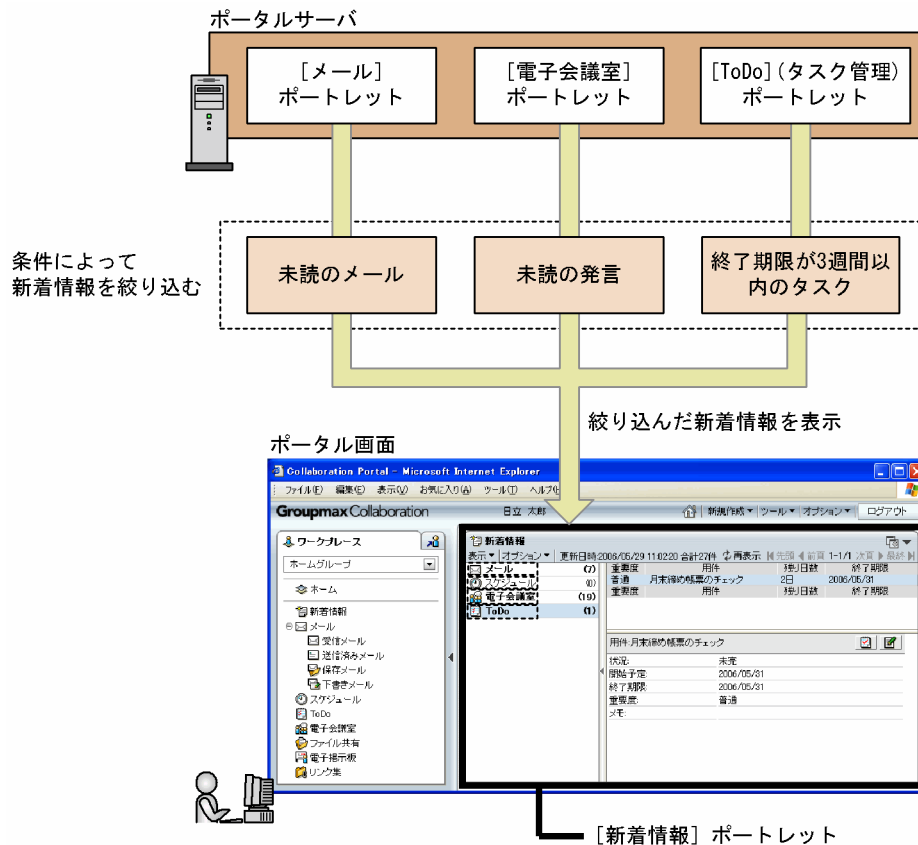 ポータルサーバ
[メール]
ポートレット
[電子会議室]
ポートレット
[ToDo](タスク管理)
ポートレット
条件によって
新着情報を絞り込む
未読のメール
未読の発言
終了期限が3週間以
内のタスク
絞り込んだ新着情報を表示
ポータル画面
Collaboration Portal - Microsoft Internet Explorer
ファイル(F) 編集(E) 表示(V) お気に入り(A) ツール(T) ヘルプ(H)
Groupmax Collaboration 日立 太郎 新規作成 ツール オプション ログアウト
ワークプレース
ホームグループ
ホーム
新着情報
メール
受信メール
送信済みメール
保存メール
下書きメール
スケジュール
ToDo
電子会議室
ファイル共有
電子掲示板
リンク集
新着情報
表示 オプション 更新日時:2006/05/29 11:02:20 合計27件 再表示 先頭 前頁 1-1/1 次頁 最終
メール (7)
スケジュール (0)
電子会議室 (19)
ToDo (1)
重要度 用件 残り日数 終了期限
普通 月末締め帳票のチェック 2日 2006/05/31
重要度 用件 残り日数 終了期限
用件:月末締め帳票のチェック
状況: 未完
開始予定: 2006/05/31
終了期限: 2006/05/31
重要度: 普通
メモ:
[新着情報] ポートレット